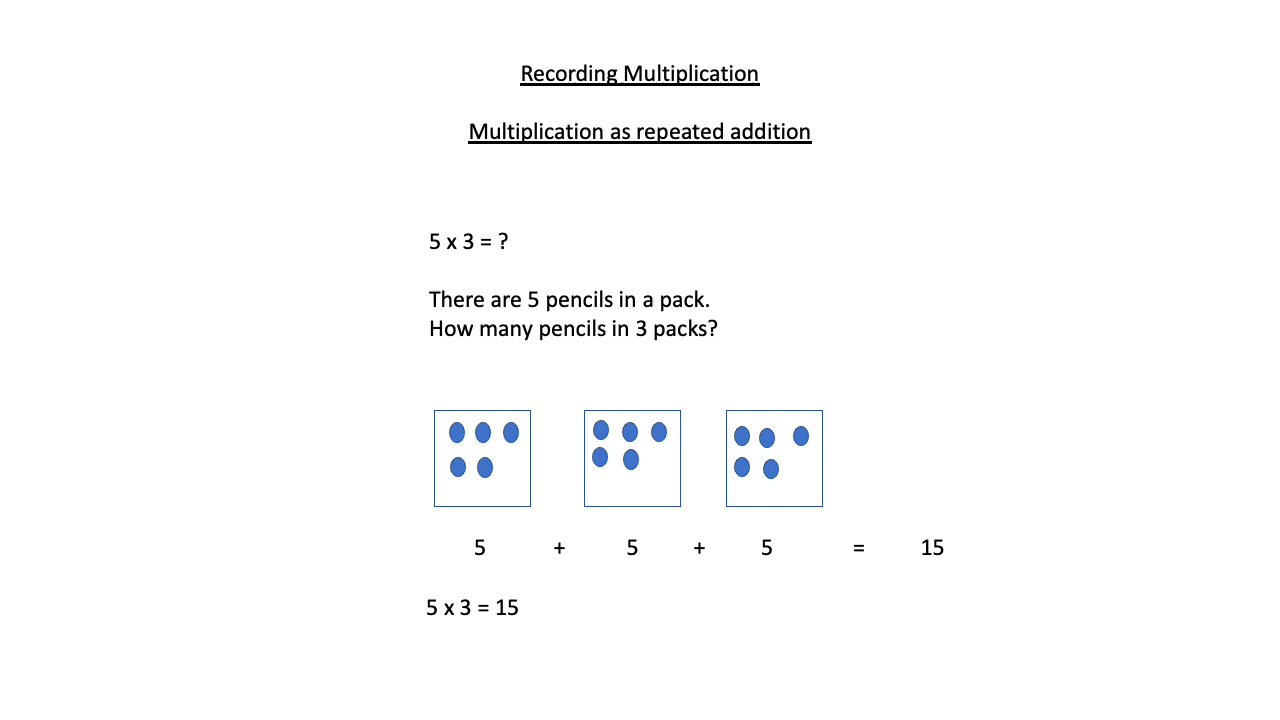 Recording Multiplication
Multiplication as repeated addition
5 x 3 = ?
There are 5 pencils in a pack.
How many pencils in 3 packs?
5 + 5 + 5 = 15
5 x 3 = 15